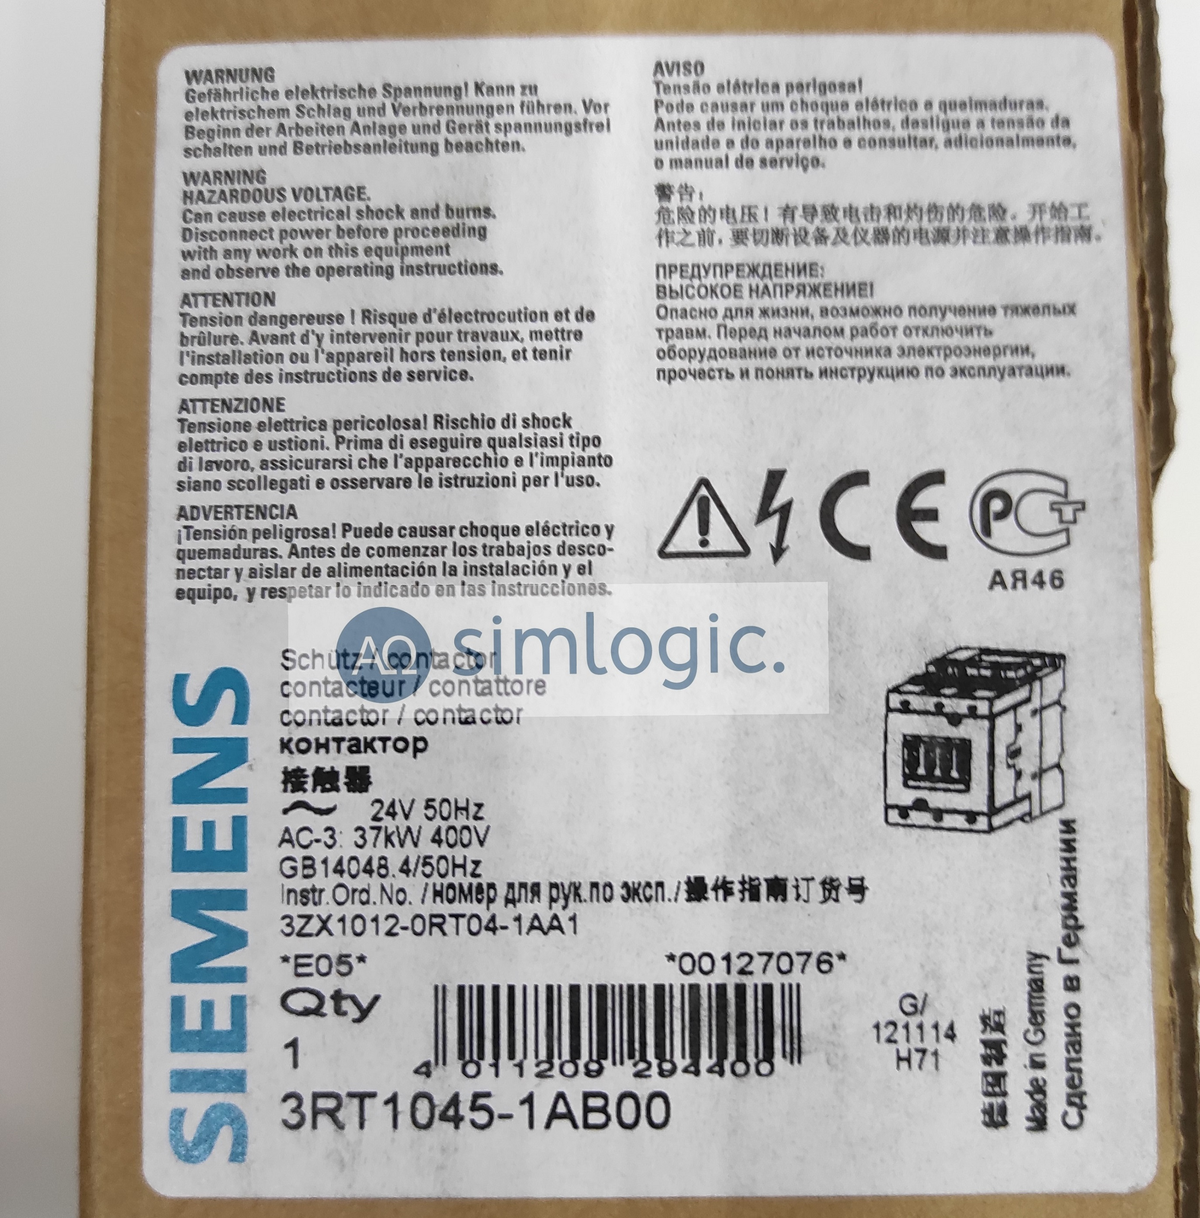 WARNUNG
Gefährliche elektrische Spannung! Kann zu
elektrischem Schlag und Verbrennungen führen. Vor
Beginn der Arbeiten Anlage und Gerät spannungsfrei
schalten und Betriebsanleitung beachten.
WARNING
HAZARDOUS VOLTAGE.
Can cause electrical shock and burns.
Disconnect power before proceeding
with any work on this equipment
and observe the operating instructions.
ATTENTION
Tension dangereuse ! Risque d'électrocution et de
brûlure. Avant d'y intervenir pour travaux, mettre
l'installation ou l'appareil hors tension, et tenir
compte des instructions de service.
ATTENZIONE
Tensione elettrica pericolosa! Rischio di shock
elettrico e ustioni. Prima di eseguire qualsiasi tipo
di lavoro, assicurarsi che l'apparecchio e l'impianto
siano scollegati e osservare le istruzioni per l'uso.
ADVERTENCIA
¡Tensión peligrosa! Puede causar choque eléctrico y
quemaduras. Antes de comenzar los trabajos desco-
nectar y aislar de alimentación la instalación y el
equipo, y respetar lo indicado en las instrucciones.
AVISO
Tensão elétrica perigosa!
Pode causar um choque elétrico e queimaduras.
Antes de iniciar os trabalhos, desligue a tensão da
unidade e do aparelho e consultar, adicionalmente,
o manual de serviço.
警告：
危险的电压！有导致电击和灼伤的危险。开始工
作之前，要切断设备及仪器的电源并注意操作指南。
ПРЕДУПРЕЖДЕНИЕ:
ВЫСОКОЕ НАПРЯЖЕНИЕ!
Опасно для жизни, возможно получение тяжелых
травм. Перед началом работ отключить
оборудование от источника электроэнергии,
прочесть и понять инструкцию по эксплуатации.
CE
РСТ
АЯ46
AΩ simlogic.
SIEMENS
Schütz / contactor
contacteur / contattore
contactor / contactor
контактор
接触器
~ 24V 50Hz
AC-3: 37kW 400V
GB14048.4/50Hz
Instr.Ord.No. /номер для рук.по эксп./操作指南订货号
3ZX1012-0RT04-1AA1
*E05* *00127076*
Qty
1
4 011209 294400
3RT1045-1AB00
G/
121114
H71
德国制造
Made in Germany
Сделано в Германии